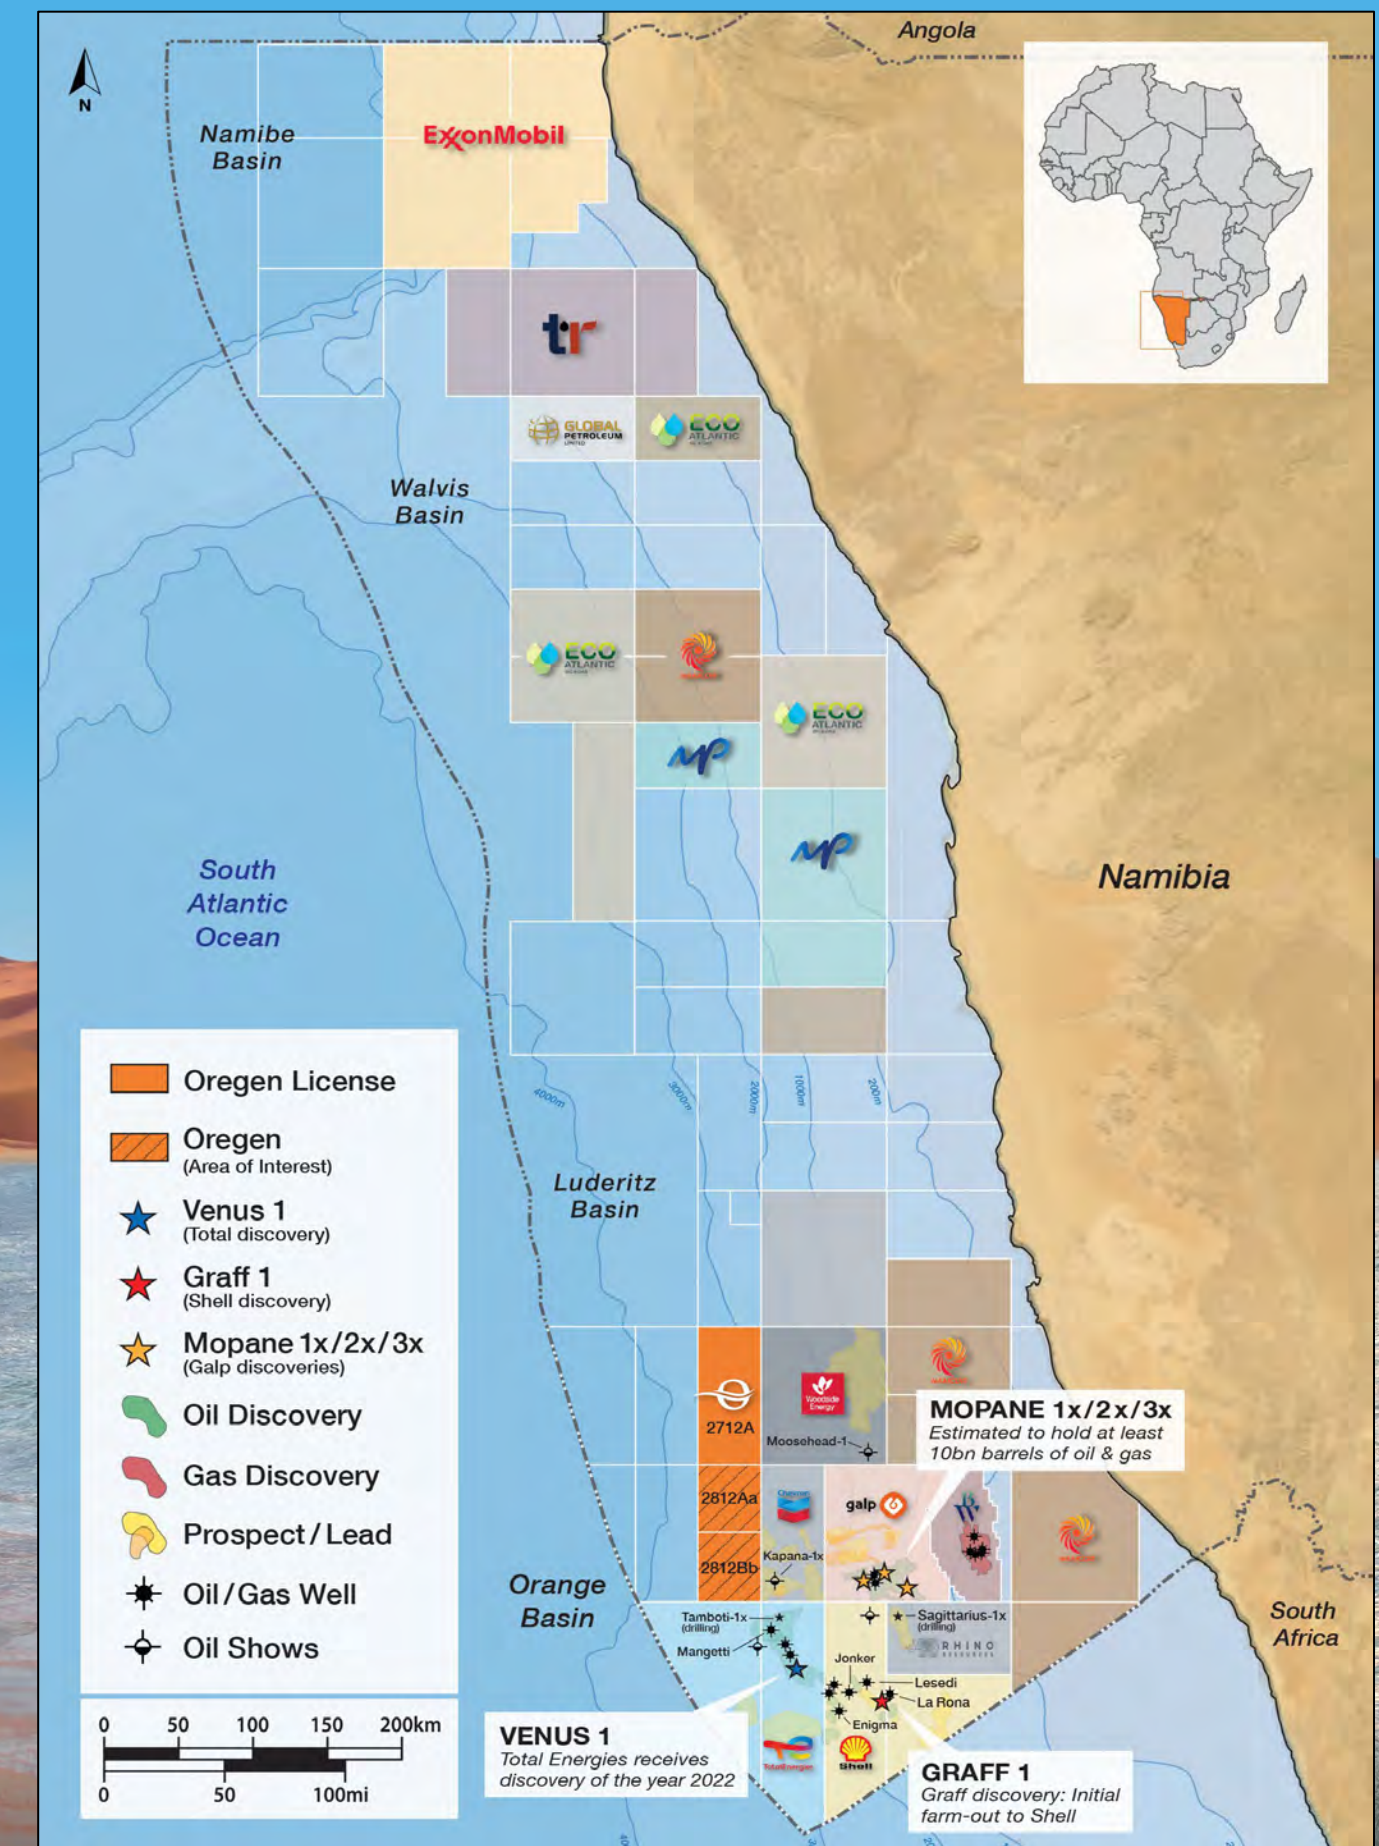 Angola
N
Namibe
Basin
ExxonMobil
tr
GLOBAL
PETROLEUM
LIMITED
ECO
ATLANTIC
Walvis
Basin
ECO
ATLANTIC
ECO
ATLANTIC
South
Atlantic
Ocean
Namibia
4000m
3000m
2000m
1000m
200m
Luderitz
Basin
Oregen License
Oregen
(Area of Interest)
Venus 1
(Total discovery)
Graff 1
(Shell discovery)
Mopane 1x/2x/3x
(Galp discoveries)
Oil Discovery
Gas Discovery
Prospect/Lead
Oil/Gas Well
Oil Shows
0 50 100 150 200km
0 50 100mi
2712A
Woodside
Energy
Moosehead-1
MOPANE 1x/2x/3x
Estimated to hold at least
10bn barrels of oil & gas
2812Aa
Chevron
galp
2812Bb
Kapana-1x
Orange
Basin
South
Africa
Tamboti-1x
(drilling)
Mangetti
Sagittarius-1x
(drilling)
RHINO
RESOURCES
Jonker
Lesedi
La Rona
Enigma
VENUS 1
Total Energies receives
discovery of the year 2022
TotalEnergies
Shell
GRAFF 1
Graff discovery: Initial
farm-out to Shell